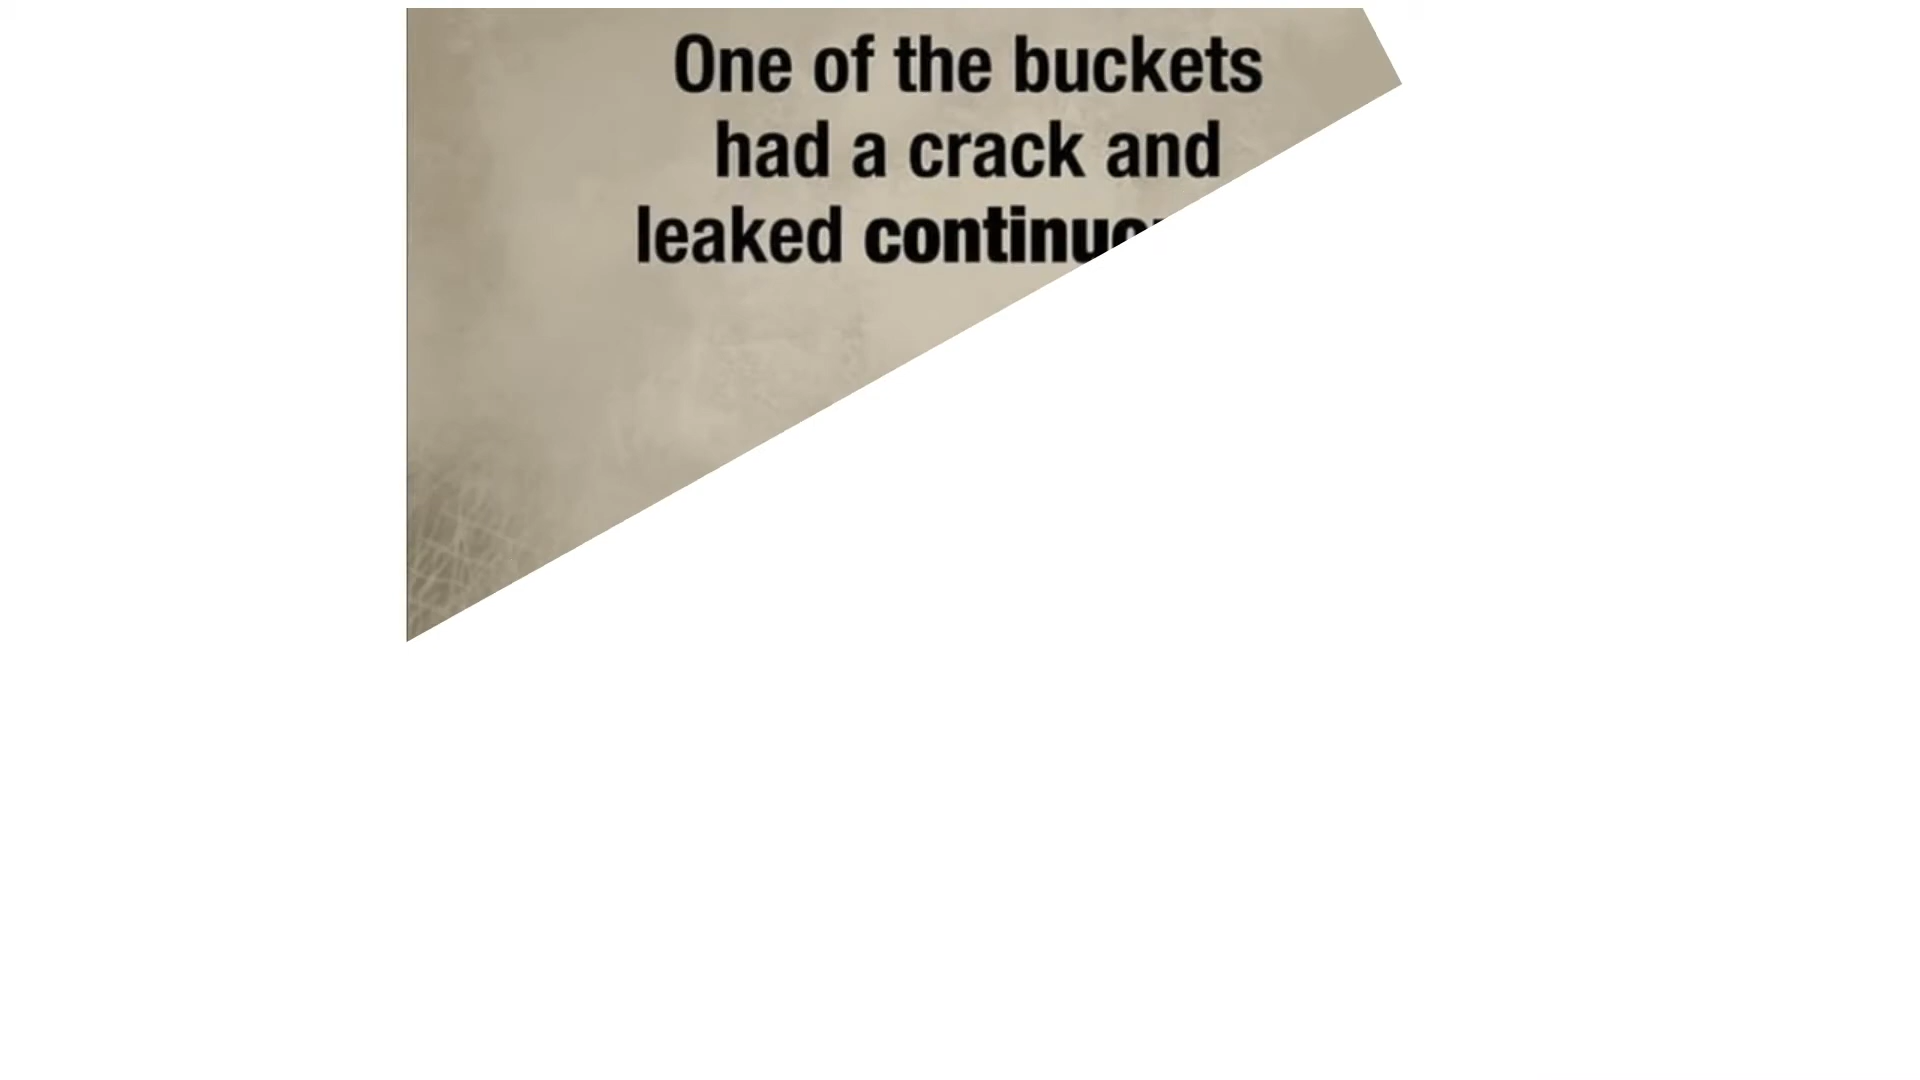 One of the buckets
had a crack and
leaked